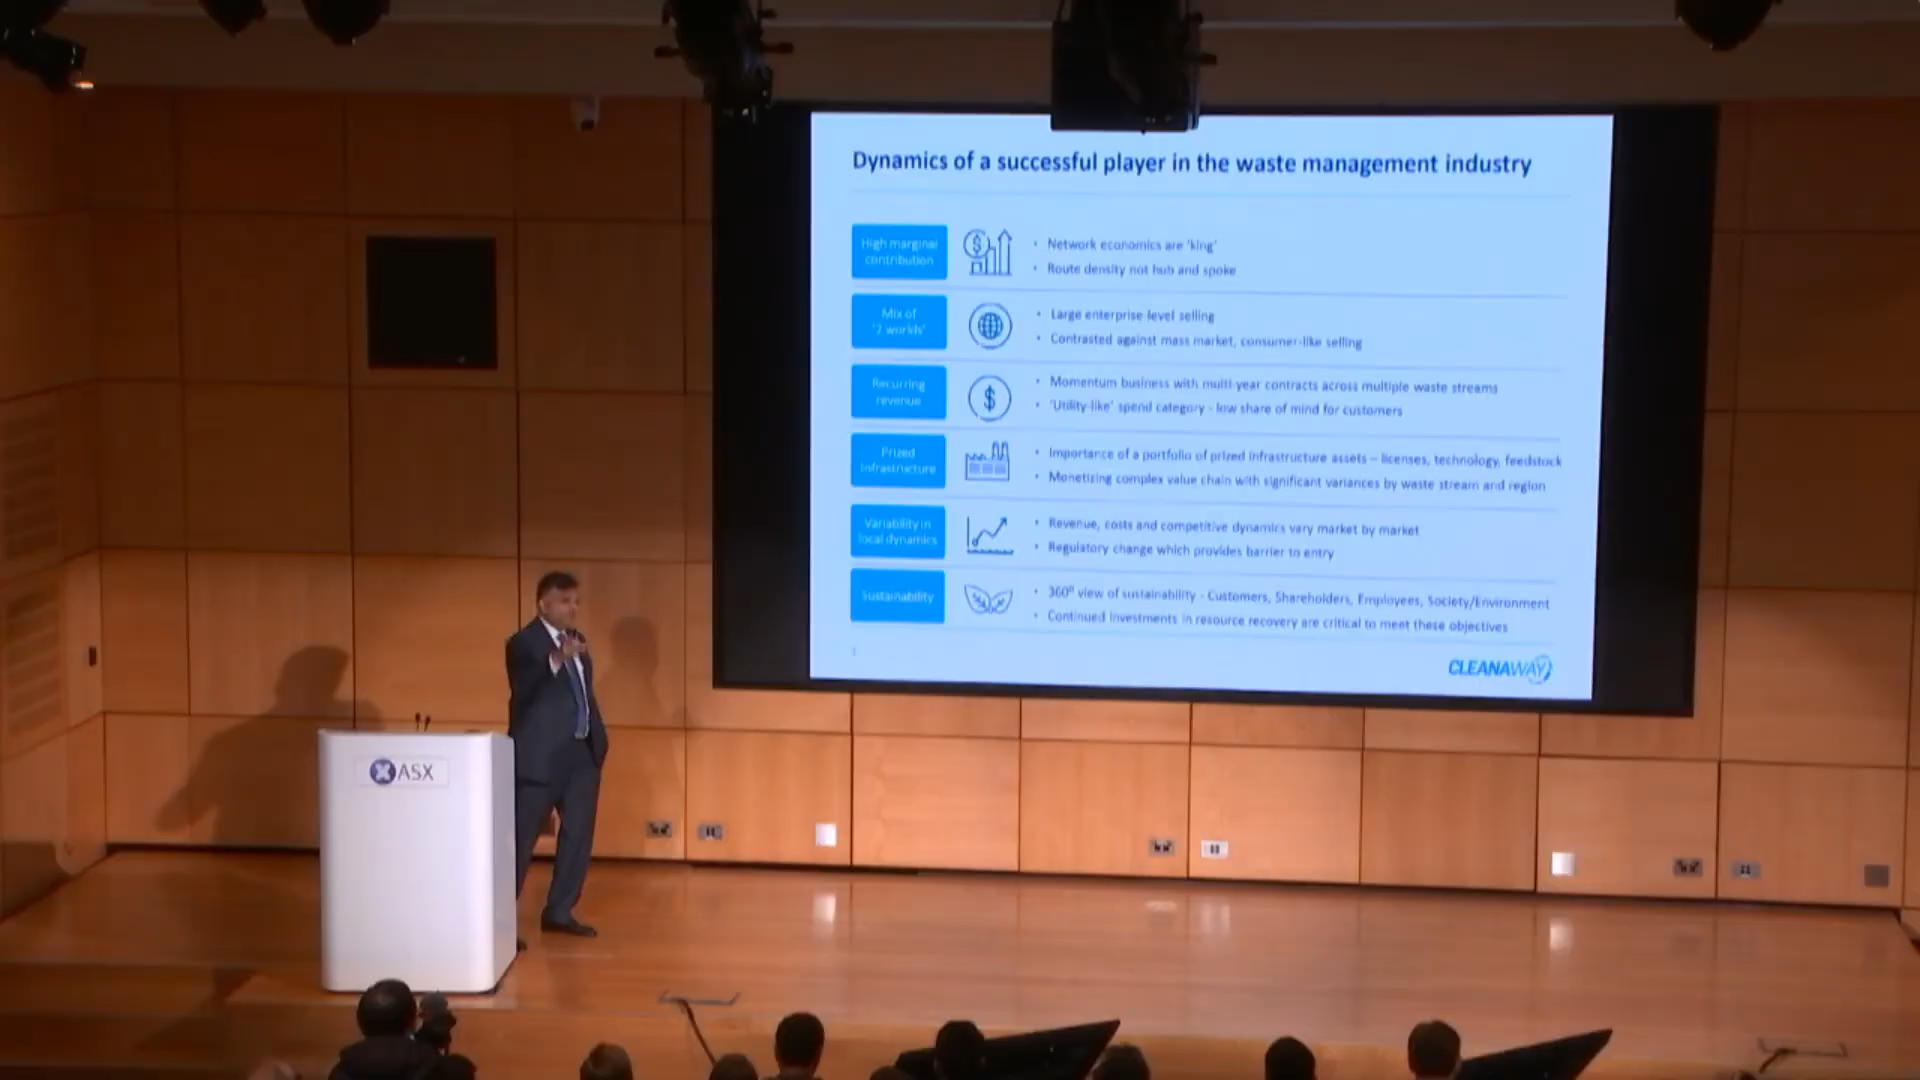 Dynamics of a successful player in the waste management industry
High marginal
contribution
• Network economics are 'king'
• Route density not hub and spoke
Mix of
'2 worlds'
• Large enterprise level selling
• Contrasted against mass market, consumer-like selling
Recurring
revenue
• Momentum business with multi-year contracts across multiple waste streams
• 'Utility-like' spend category - low share of mind for customers
Prized
Infrastructure
• Importance of a portfolio of prized infrastructure assets – licenses, technology, feedstock
• Monetizing complex value chain with significant variances by waste stream and region
Variability in
local dynamics
• Revenue, costs and competitive dynamics vary market by market
• Regulatory change which provides barrier to entry
Sustainability
• 360⁰ view of sustainability - Customers, Shareholders, Employees, Society/Environment
• Continued investments in resource recovery are critical to meet these objectives
CLEANAWAY
ASX